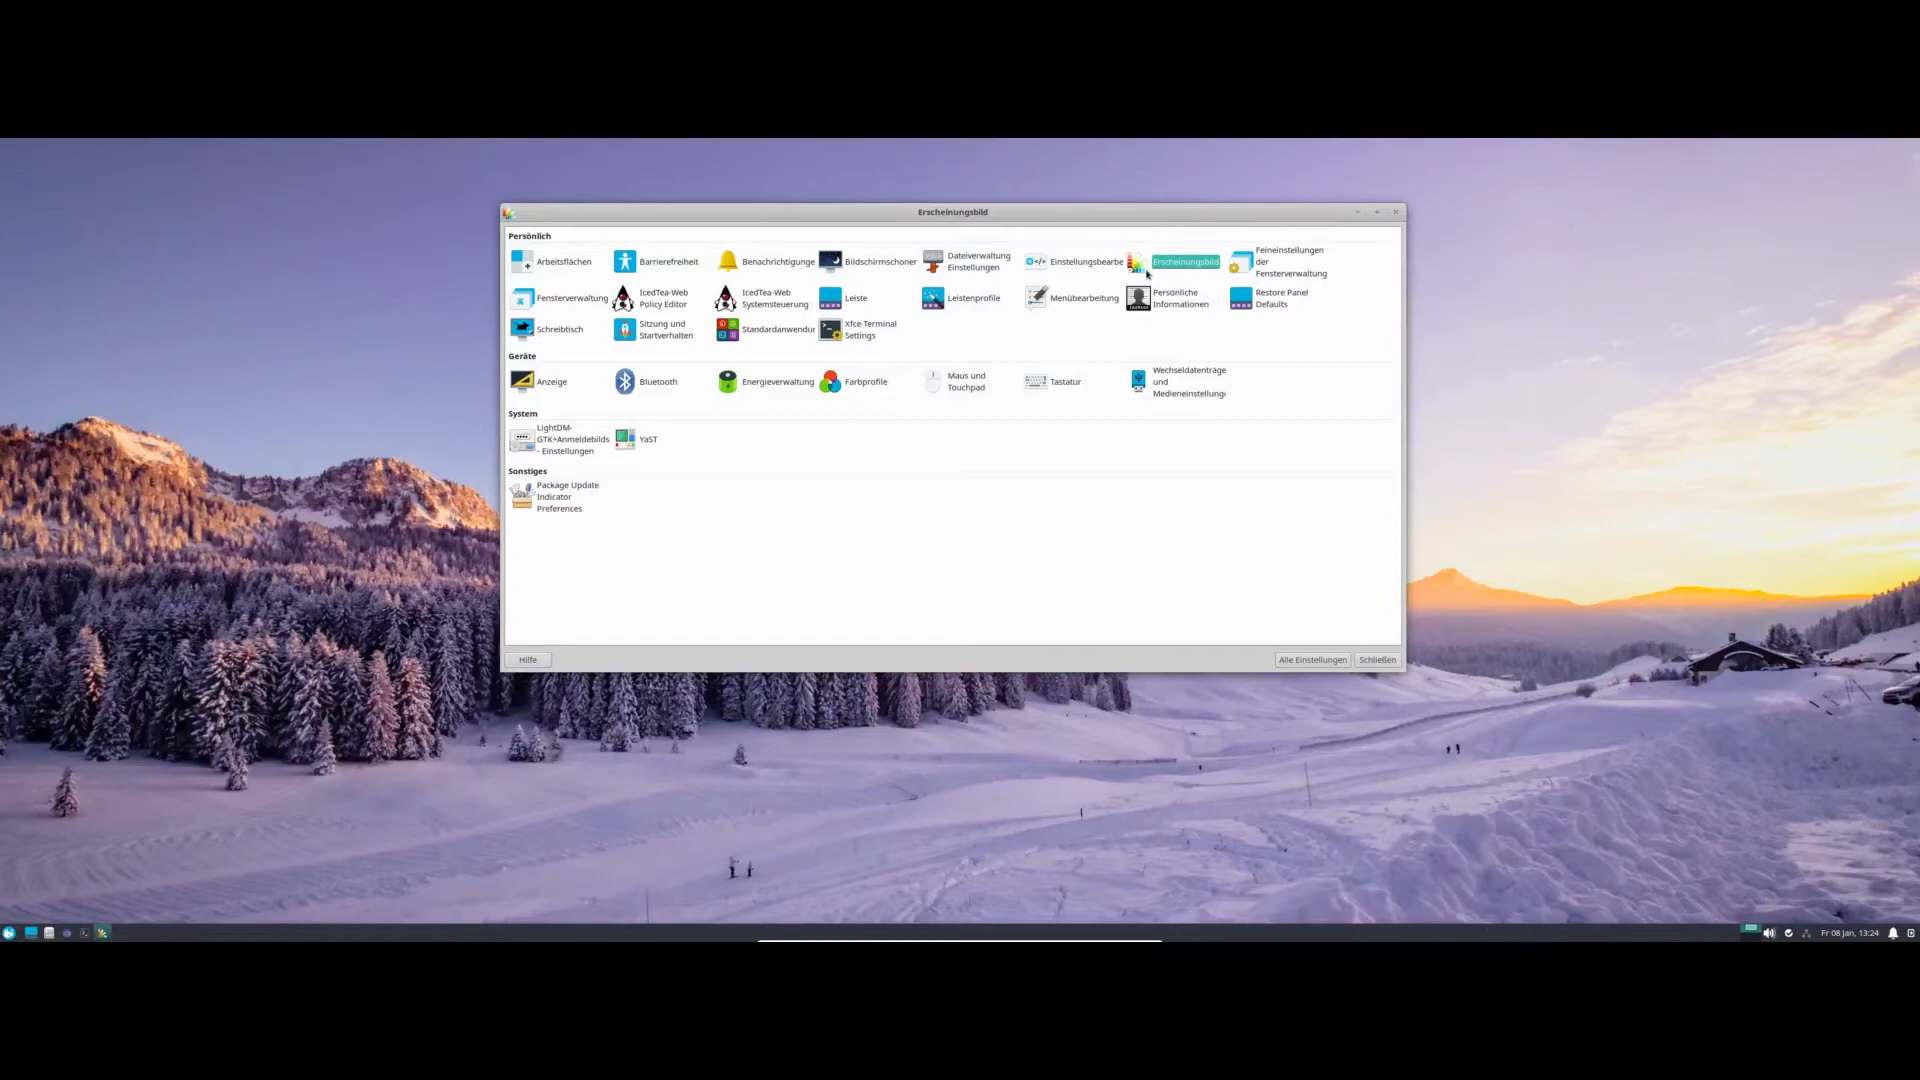 Erscheinungsbild
Persönlich
Arbeitsflächen
Barrierefreiheit
Benachrichtigunge
Bildschirmschoner
Dateiverwaltung
Einstellungen
Einstellungsbearbe
Erscheinungsbild
Feineinstellungen
der
Fensterverwaltung
Fensterverwaltung
IcedTea-Web
Policy Editor
IcedTea-Web
Systemsteuerung
Leiste
Leistenprofile
Menübearbeitung
Persönliche
Informationen
Restore Panel
Defaults
Schreibtisch
Sitzung und
Startverhalten
Standardanwendur
Xfce Terminal
Settings
Geräte
Anzeige
Bluetooth
Energieverwaltung
Farbprofile
Maus und
Touchpad
Tastatur
Wechseldatenträge
und
Medieneinstellunge
System
LightDM-
GTK+Anmeldebilds
- Einstellungen
YaST
Sonstiges
Package Update
Indicator
Preferences
Hilfe
Alle Einstellungen
Schließen
Fr 08 Jan, 13:24